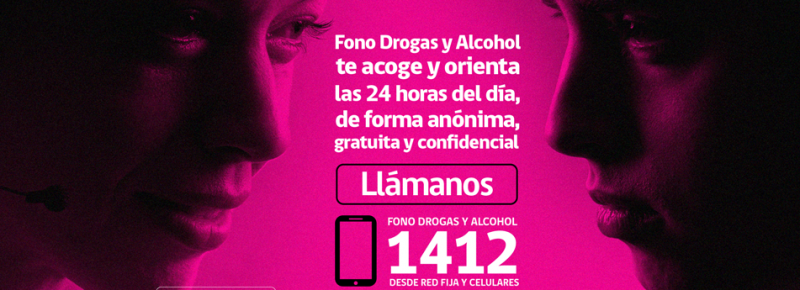 Fono Drogas y Alcohol
te acoge y orienta
las 24 horas del día,
de forma anónima,
gratuita y confidencial
Llámanos
FONO DROGAS Y ALCOHOL
1412
DESDE RED FIJA Y CELULARES